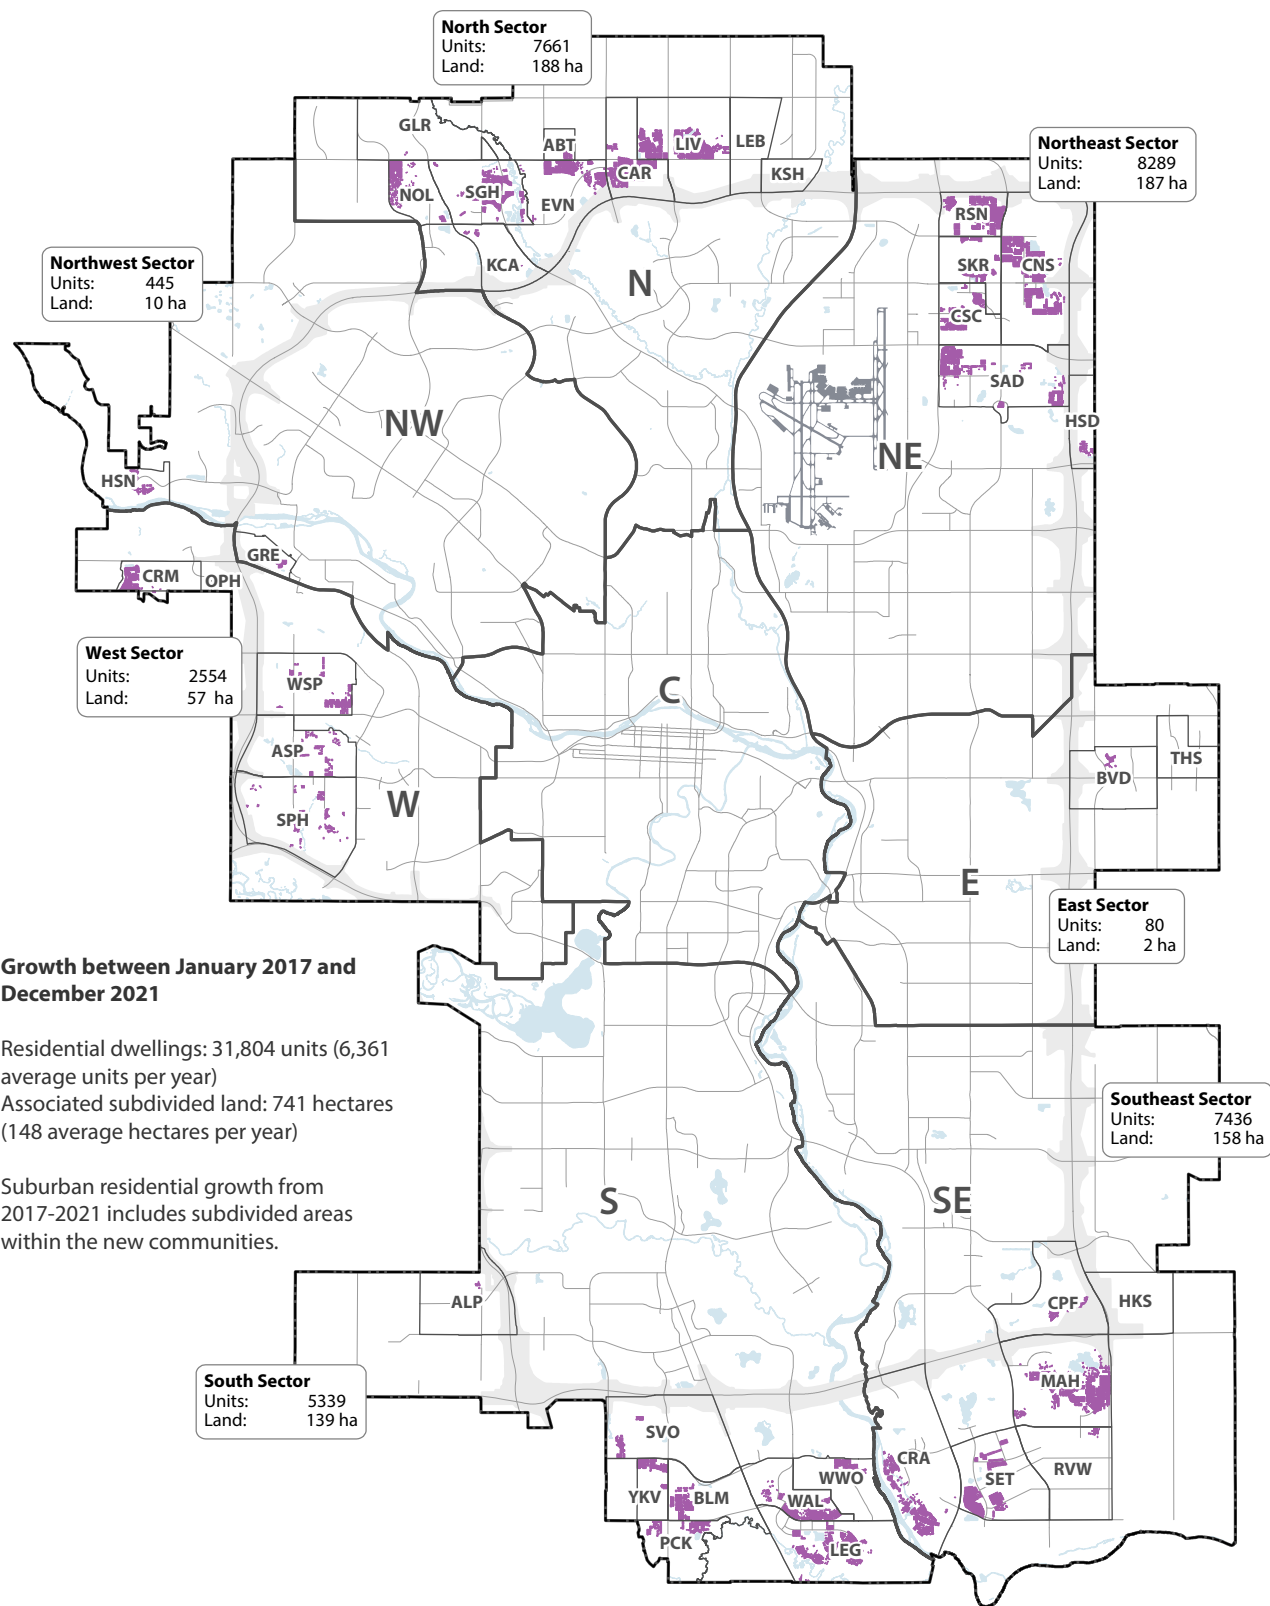 North Sector
Units: 7661
Land: 188 ha
Northeast Sector
Units: 8289
Land: 187 ha
Northwest Sector
Units: 445
Land: 10 ha
West Sector
Units: 2554
Land: 57 ha
East Sector
Units: 80
Land: 2 ha
Southeast Sector
Units: 7436
Land: 158 ha
South Sector
Units: 5339
Land: 139 ha
Growth between January 2017 and
December 2021
Residential dwellings: 31,804 units (6,361
average units per year)
Associated subdivided land: 741 hectares
(148 average hectares per year)
Suburban residential growth from
2017-2021 includes subdivided areas
within the new communities.
GLR
ABT
LIV
LEB
CAR
KSH
NOL
SGH
EVN
KCA
N
RSN
SKR
CNS
CSC
SAD
HSD
NW
NE
HSN
GRE
CRM
OPH
WSP
C
ASP
BVD
THS
W
SPH
E
S
SE
ALP
CPF
HKS
MAH
SVO
CRA
WWO
SET
RVW
YKV
BLM
WAL
PCK
LEG